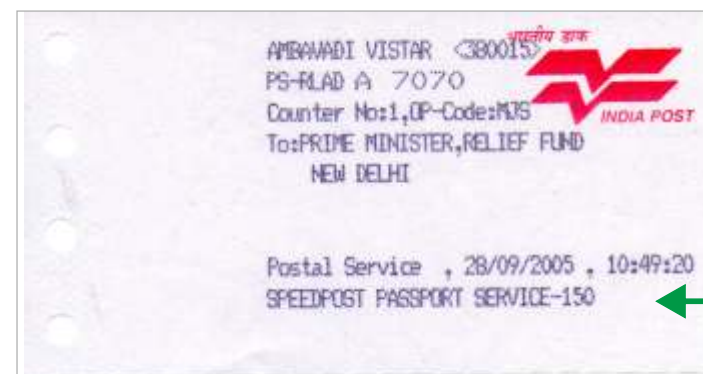 भारतीय डाक
AMBAVADI VISTAR <380015>
PS-RLAD A 7070
Counter No:1,OP-Code:MJS
INDIA POST
To:PRIME MINISTER,RELIEF FUND
NEW DELHI
Postal Service , 28/09/2005 , 10:49:20
SPEEDPOST PASSPORT SERVICE-150